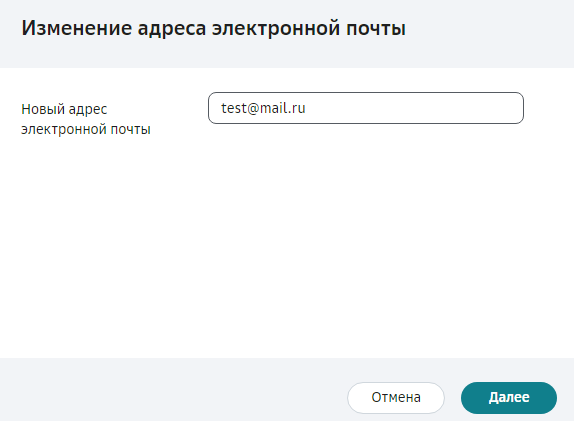 Изменение адреса электронной почты
Новый адрес
электронной почты
test@mail.ru
Отмена
Далее